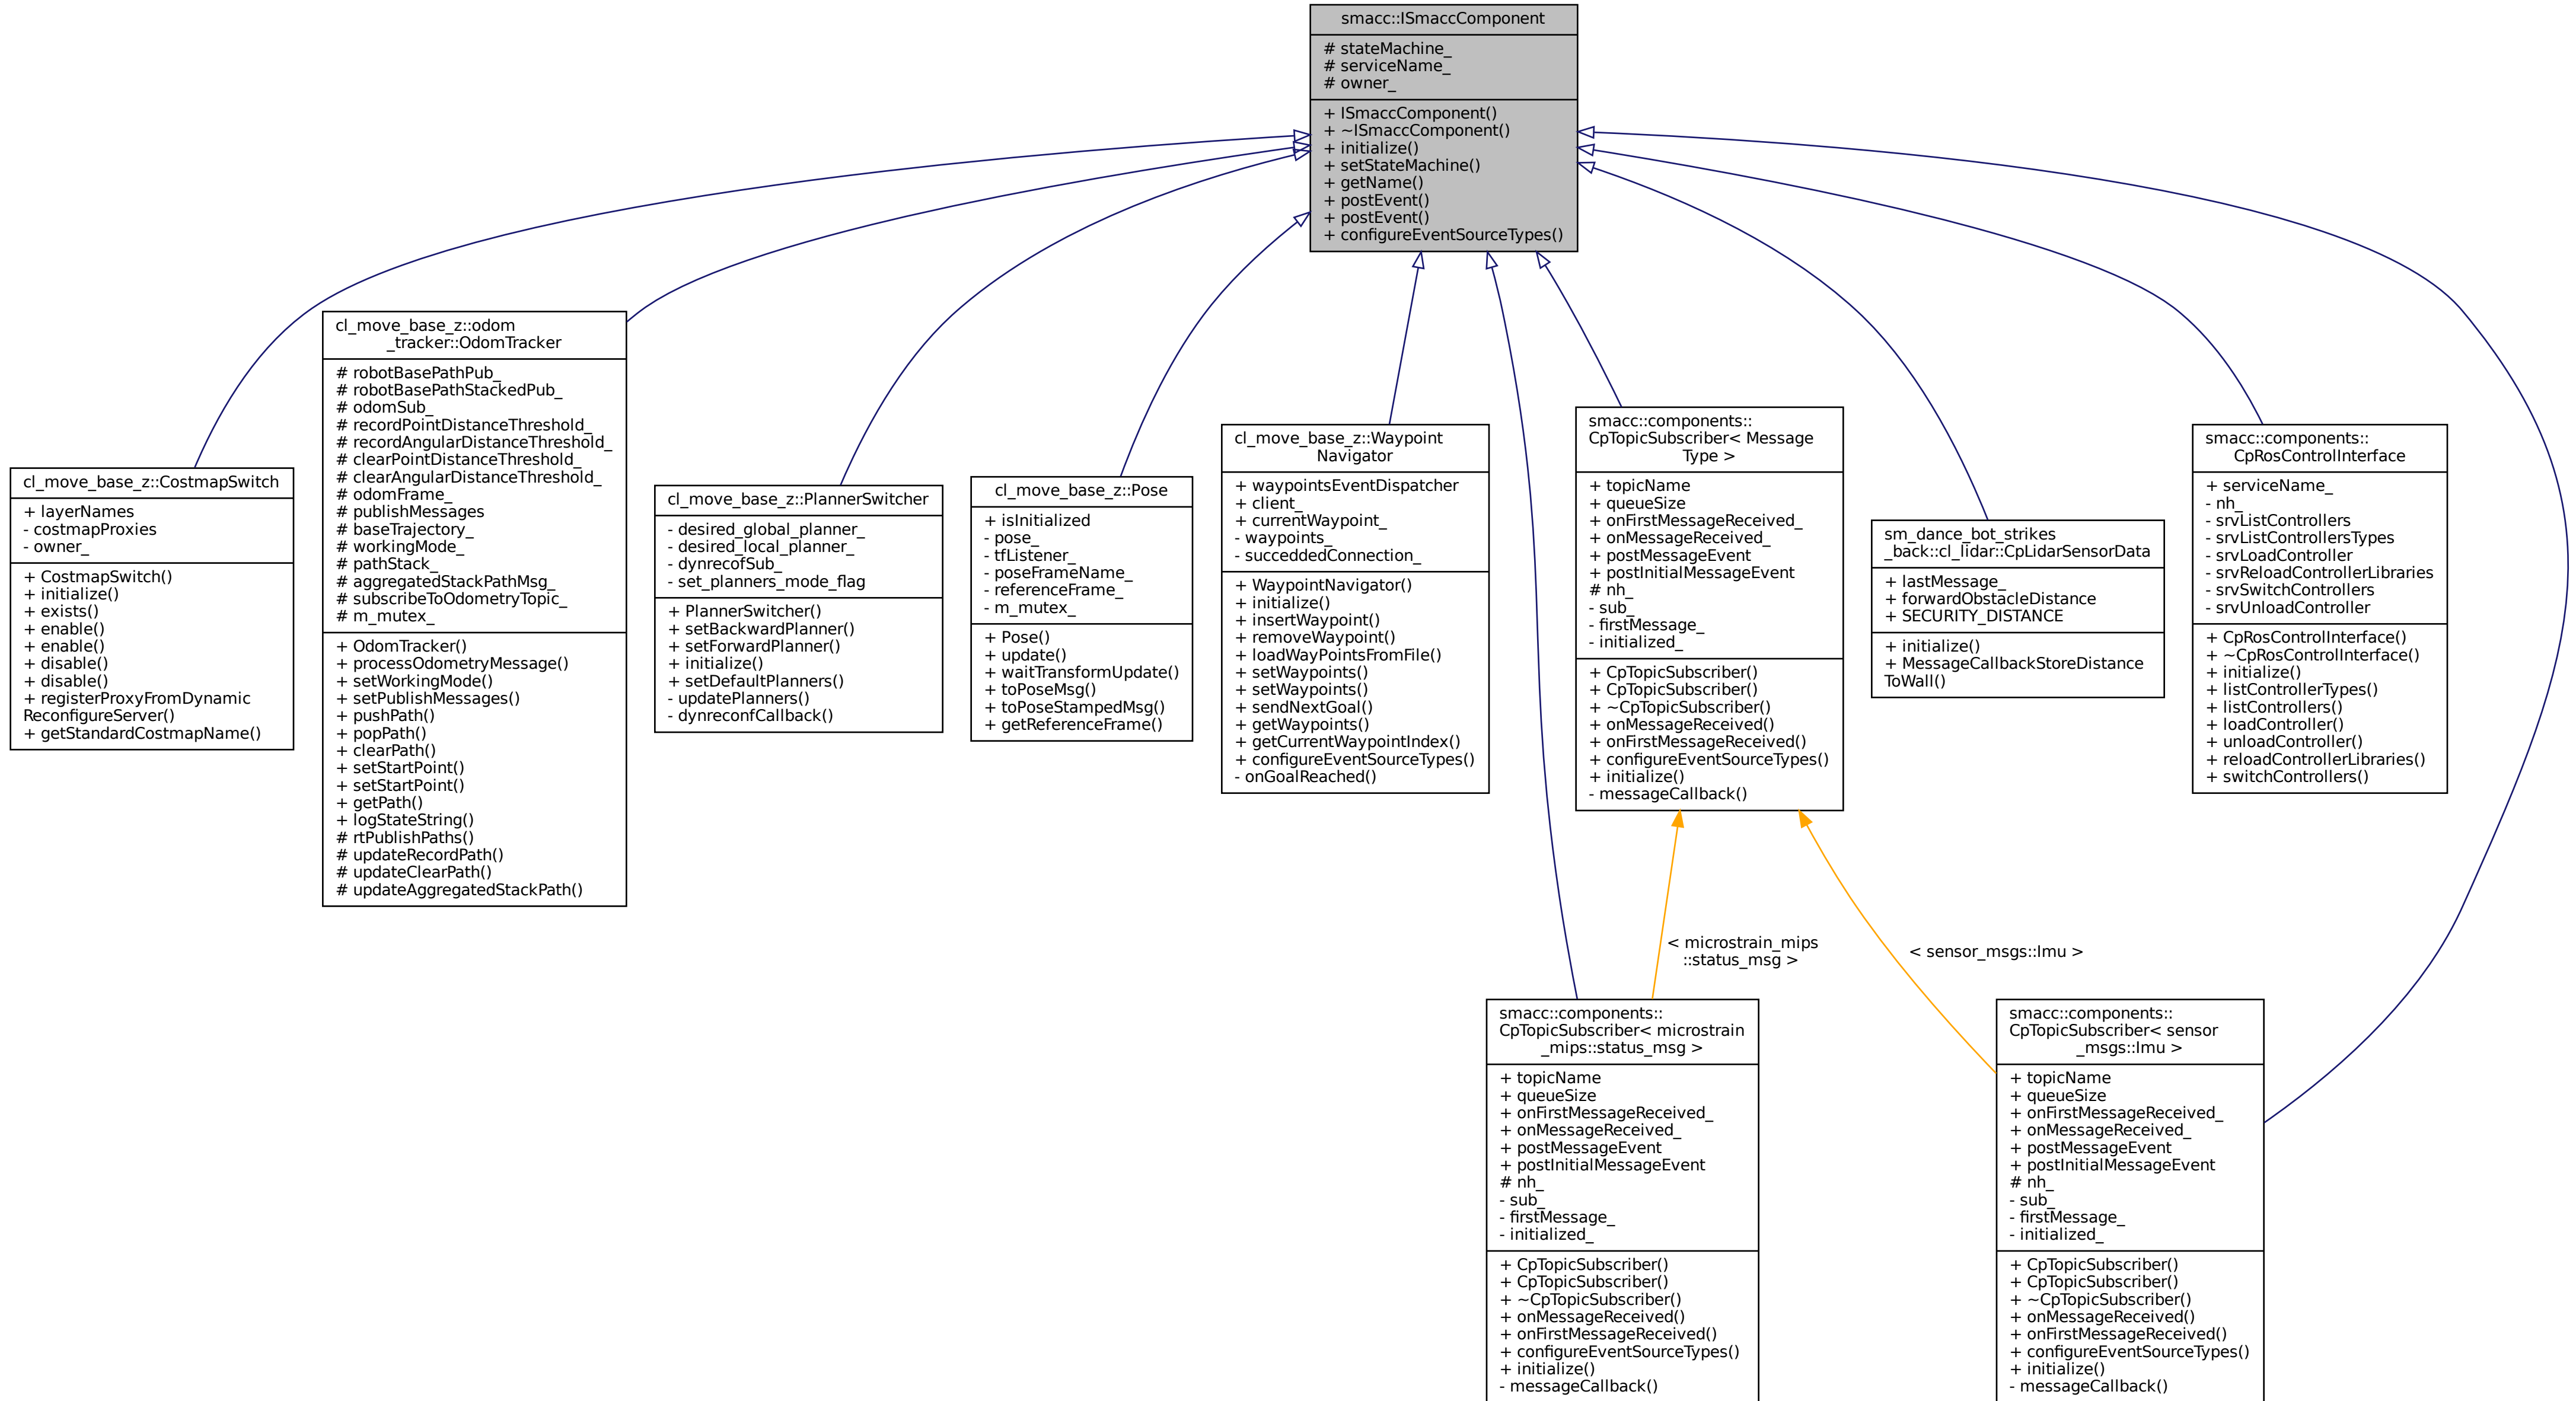 smacc::ISmaccComponent
# stateMachine_
# serviceName_
# owner_
+ ISmaccComponent()
+ ~ISmaccComponent()
+ initialize()
+ setStateMachine()
+ getName()
+ postEvent()
+ postEvent()
+ configureEventSourceTypes()
cl_move_base_z::CostmapSwitch
+ layerNames
- costmapProxies
- owner_
+ CostmapSwitch()
+ initialize()
+ exists()
+ enable()
+ enable()
+ disable()
+ disable()
+ registerProxyFromDynamic
ReconfigureServer()
+ getStandardCostmapName()
cl_move_base_z::odom
_tracker::OdomTracker
# robotBasePathPub_
# robotBasePathStackedPub_
# odomSub_
# recordPointDistanceThreshold_
# recordAngularDistanceThreshold_
# clearPointDistanceThreshold_
# clearAngularDistanceThreshold_
# odomFrame_
# publishMessages
# baseTrajectory_
# workingMode_
# pathStack_
# aggregatedStackPathMsg_
# subscribeToOdometryTopic_
# m_mutex_
+ OdomTracker()
+ processOdometryMessage()
+ setWorkingMode()
+ setPublishMessages()
+ pushPath()
+ popPath()
+ clearPath()
+ setStartPoint()
+ setStartPoint()
+ getPath()
+ logStateString()
# rtPublishPaths()
# updateRecordPath()
# updateClearPath()
# updateAggregatedStackPath()
cl_move_base_z::PlannerSwitcher
- desired_global_planner_
- desired_local_planner_
- dynrecofSub_
- set_planners_mode_flag
+ PlannerSwitcher()
+ setBackwardPlanner()
+ setForwardPlanner()
+ initialize()
+ setDefaultPlanners()
- updatePlanners()
- dynreconfCallback()
cl_move_base_z::Pose
+ isInitialized
- pose_
- tfListener_
- poseFrameName_
- referenceFrame_
- m_mutex_
+ Pose()
+ update()
+ waitTransformUpdate()
+ toPoseMsg()
+ toPoseStampedMsg()
+ getReferenceFrame()
cl_move_base_z::Waypoint
Navigator
+ waypointsEventDispatcher
+ client_
+ currentWaypoint_
- waypoints_
- succeddedConnection_
+ WaypointNavigator()
+ initialize()
+ insertWaypoint()
+ removeWaypoint()
+ loadWayPointsFromFile()
+ setWaypoints()
+ setWaypoints()
+ sendNextGoal()
+ getWaypoints()
+ getCurrentWaypointIndex()
+ configureEventSourceTypes()
- onGoalReached()
smacc::components::
CpTopicSubscriber< Message
Type >
+ topicName
+ queueSize
+ onFirstMessageReceived_
+ onMessageReceived_
+ postMessageEvent
+ postInitialMessageEvent
# nh_
- sub_
- firstMessage_
- initialized_
+ CpTopicSubscriber()
+ CpTopicSubscriber()
+ ~CpTopicSubscriber()
+ onMessageReceived()
+ onFirstMessageReceived()
+ configureEventSourceTypes()
+ initialize()
- messageCallback()
sm_dance_bot_strikes
_back::cl_lidar::CpLidarSensorData
+ lastMessage_
+ forwardObstacleDistance
+ SECURITY_DISTANCE
+ initialize()
+ MessageCallbackStoreDistance
ToWall()
smacc::components::
CpRosControlInterface
+ serviceName_
- nh_
- srvListControllers
- srvListControllersTypes
- srvLoadController
- srvReloadControllerLibraries
- srvSwitchControllers
- srvUnloadController
+ CpRosControlInterface()
+ ~CpRosControlInterface()
+ initialize()
+ listControllerTypes()
+ listControllers()
+ loadController()
+ unloadController()
+ reloadControllerLibraries()
+ switchControllers()
< microstrain_mips
::status_msg >
< sensor_msgs::Imu >
smacc::components::
CpTopicSubscriber< microstrain
_mips::status_msg >
+ topicName
+ queueSize
+ onFirstMessageReceived_
+ onMessageReceived_
+ postMessageEvent
+ postInitialMessageEvent
# nh_
- sub_
- firstMessage_
- initialized_
+ CpTopicSubscriber()
+ CpTopicSubscriber()
+ ~CpTopicSubscriber()
+ onMessageReceived()
+ onFirstMessageReceived()
+ configureEventSourceTypes()
+ initialize()
- messageCallback()
smacc::components::
CpTopicSubscriber< sensor
_msgs::Imu >
+ topicName
+ queueSize
+ onFirstMessageReceived_
+ onMessageReceived_
+ postMessageEvent
+ postInitialMessageEvent
# nh_
- sub_
- firstMessage_
- initialized_
+ CpTopicSubscriber()
+ CpTopicSubscriber()
+ ~CpTopicSubscriber()
+ onMessageReceived()
+ onFirstMessageReceived()
+ configureEventSourceTypes()
+ initialize()
- messageCallback()